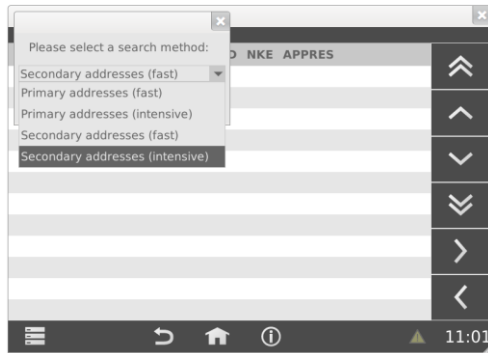 Please select a search method:
NKE APPRES
Secondary addresses (fast)
Primary addresses (fast)
Primary addresses (intensive)
Secondary addresses (fast)
Secondary addresses (intensive)
11:01